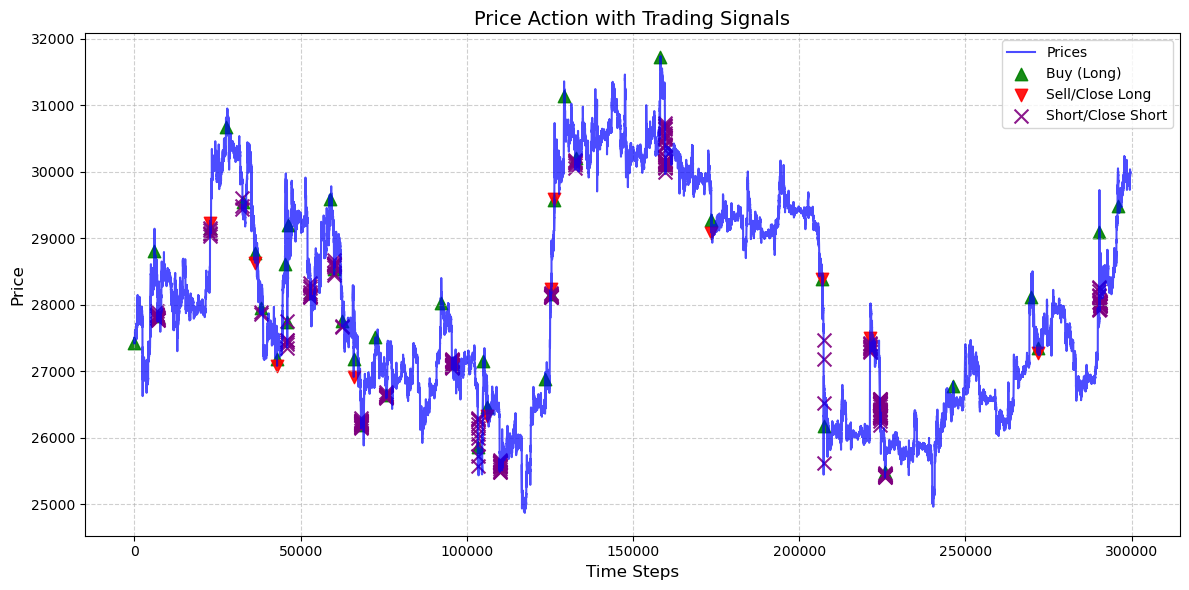 Price Action with Trading Signals
Prices
Buy (Long)
Sell/Close Long
Short/Close Short
Price
32000
31000
30000
29000
28000
27000
26000
25000
0 50000 100000 150000 200000 250000 300000
Time Steps